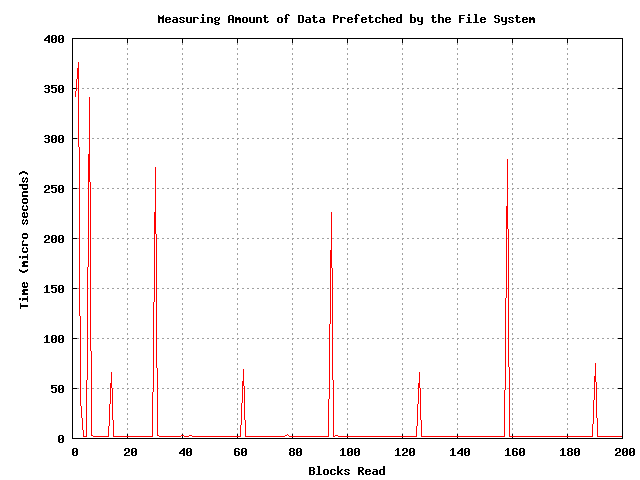 Measuring Amount of Data Prefetched by the File System
400
350
300
250
200
150
100
50
0
Time (micro seconds)
0 20 40 60 80 100 120 140 160 180 200
Blocks Read